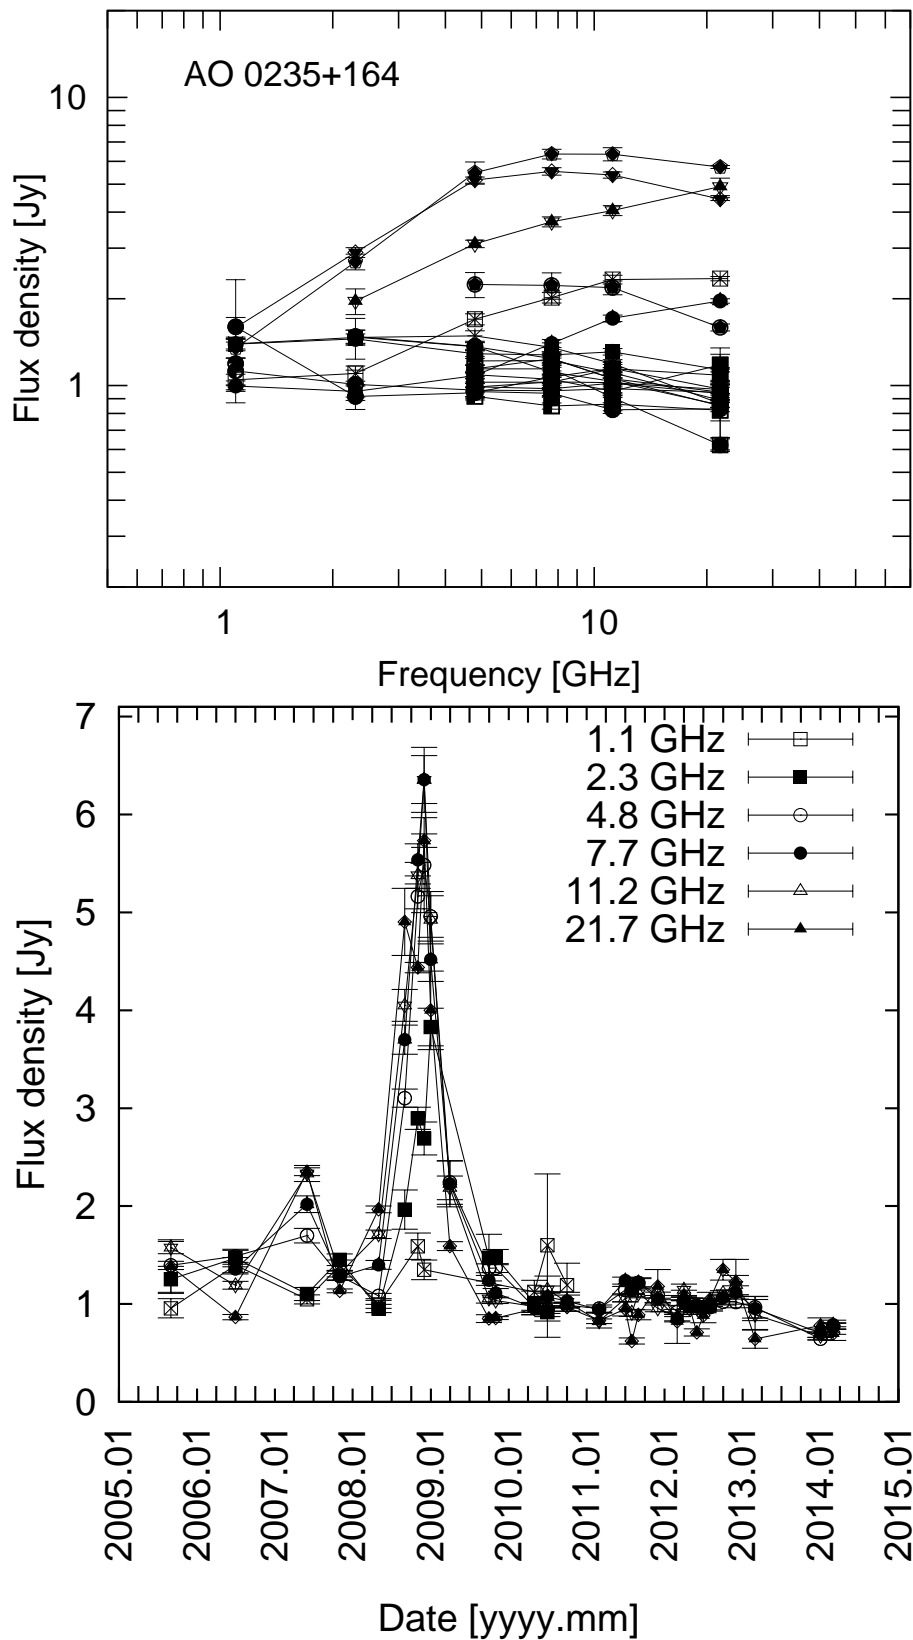 AO 0235+164
10
1
Flux density [Jy]
1 10
Frequency [GHz]
7
6
5
4
3
2
1
0
Flux density [Jy]
1.1 GHz
2.3 GHz
4.8 GHz
7.7 GHz
11.2 GHz
21.7 GHz
2005.01
2006.01
2007.01
2008.01
2009.01
2010.01
2011.01
2012.01
2013.01
2014.01
2015.01
Date [yyyy.mm]